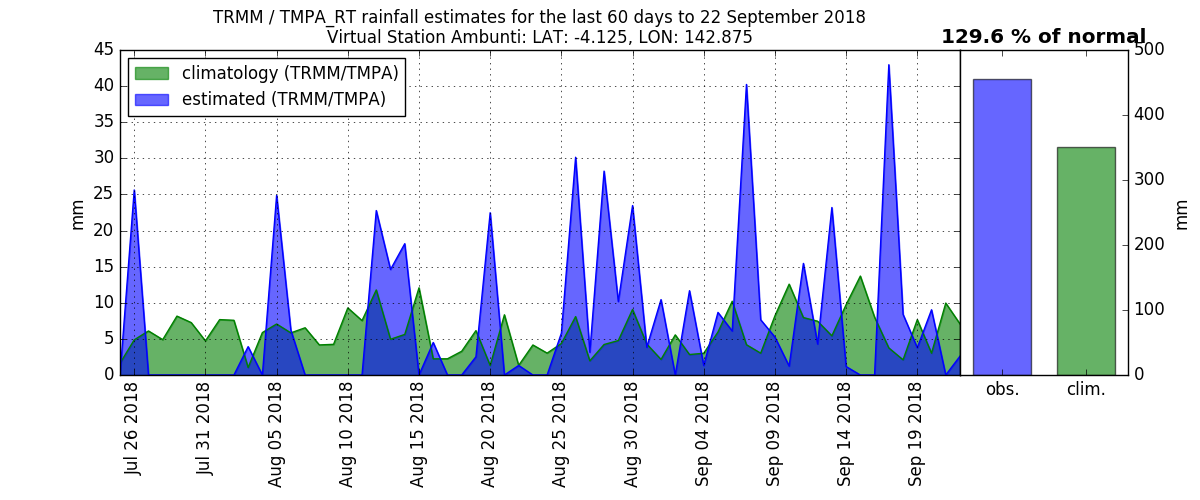 TRMM / TMPA_RT rainfall estimates for the last 60 days to 22 September 2018
Virtual Station Ambunti: LAT: -4.125, LON: 142.875
129.6 % of normal
climatology (TRMM/TMPA)
estimated (TRMM/TMPA)
mm
45
40
35
30
25
20
15
10
5
0
Jul 26 2018
Jul 31 2018
Aug 05 2018
Aug 10 2018
Aug 15 2018
Aug 20 2018
Aug 25 2018
Aug 30 2018
Sep 04 2018
Sep 09 2018
Sep 14 2018
Sep 19 2018
500
400
300
200
100
0
mm
obs.
clim.